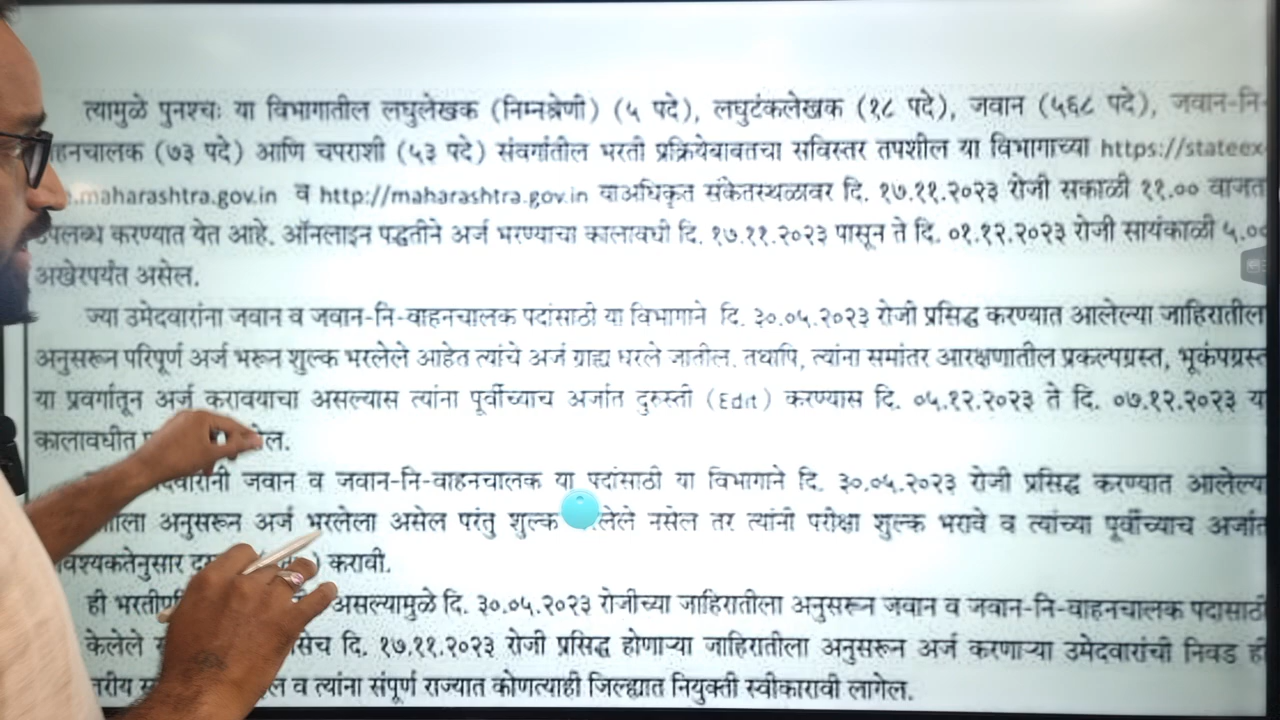 त्यामुळे पुनश्चः या विभागातील लघुलेखक (निम्नश्रेणी) (५ पदे), लघुटंकलेखक (१८ पदे), जवान (५६८ पदे), जवान-नि-
(७३ पदे) आणि चपराशी (५३ पदे) संवर्गातील भरती प्रक्रियेबाबतचा सविस्तर तपशील या विभागाच्या https://stateex
.maharashtra.gov.in व http://maharashtra.gov.in याअधिकृत संकेतस्थळावर दि. १७.११.२०२३ रोजी सकाळी ११.०० वाजता
उपलब्ध करण्यात येत आहे. ऑनलाइन पद्धतीने अर्ज भरण्याचा कालावधी दि. १७.११.२०२३ पासून ते दि. ०१.१२.२०२३ रोजी सायंकाळी ५.००
अखेरपर्यंत असेल.
ज्या उमेदवारांना जवान व जवान-नि-वाहनचालक पदांसाठी या विभागाने दि. ३०.०५.२०२३ रोजी प्रसिद्ध करण्यात आलेल्या जाहिरातीला
अनुसरून परिपूर्ण अर्ज भरून शुल्क भरलेले आहेत त्यांचे अर्ज ग्राह्य धरले जातील. तथापि, त्यांना समांतर आरक्षणातील प्रकल्पग्रस्त, भूकंपग्रस्त
या प्रवर्गातून अर्ज करावयाचा असल्यास त्यांना पूर्वीच्याच अर्जात दुरुस्ती (Edit) करण्यास दि. ०५.१२.२०२३ ते दि. ०७.१२.२०२३ या
कालावधीत
जवान व जवान-नि-वाहनचालक या पदांसाठी या विभागाने दि. ३०.०५.२०२३ रोजी प्रसिद्ध करण्यात आलेल्या
अनुसरून अर्ज भरलेला असेल परंतु शुल्क नसेल तर त्यांनी परीक्षा शुल्क भरावे व त्यांच्या पूर्वीच्याच अर्जात
करावी.
ही असल्यामुळे दि. ३०.०५.२०२३ रोजीच्या जाहिरातीला अनुसरून जवान व जवान-नि-वाहनचालक पदासाठी
केलेले दि. १७.११.२०२३ रोजी प्रसिद्ध होणाऱ्या जाहिरातीला अनुसरून अर्ज करणाऱ्या उमेदवारांची निवड ही
व त्यांना संपूर्ण राज्यात कोणत्याही जिल्ह्यात नियुक्ती स्वीकारावी लागेल.